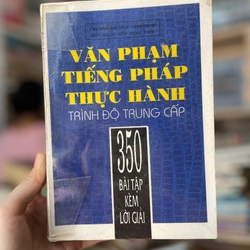 VĂN PHẠM
TIẾNG PHÁP
THỰC HÀNH
TRÌNH ĐỘ TRUNG CẤP
350
BÀI TẬP
KÈM
LỜI GIẢI